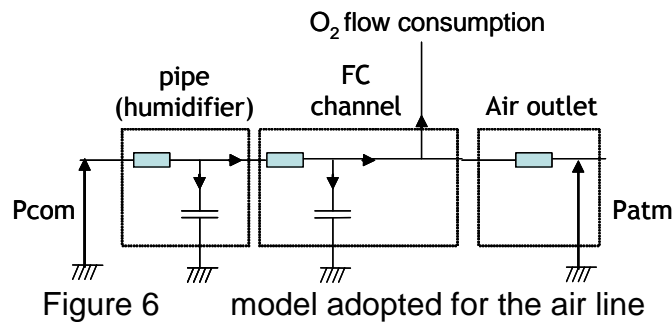 O₂ flow consumption
pipe
(humidifier)
FC
channel
Air outlet
Pcom
Patm
Figure 6 model adopted for the air line